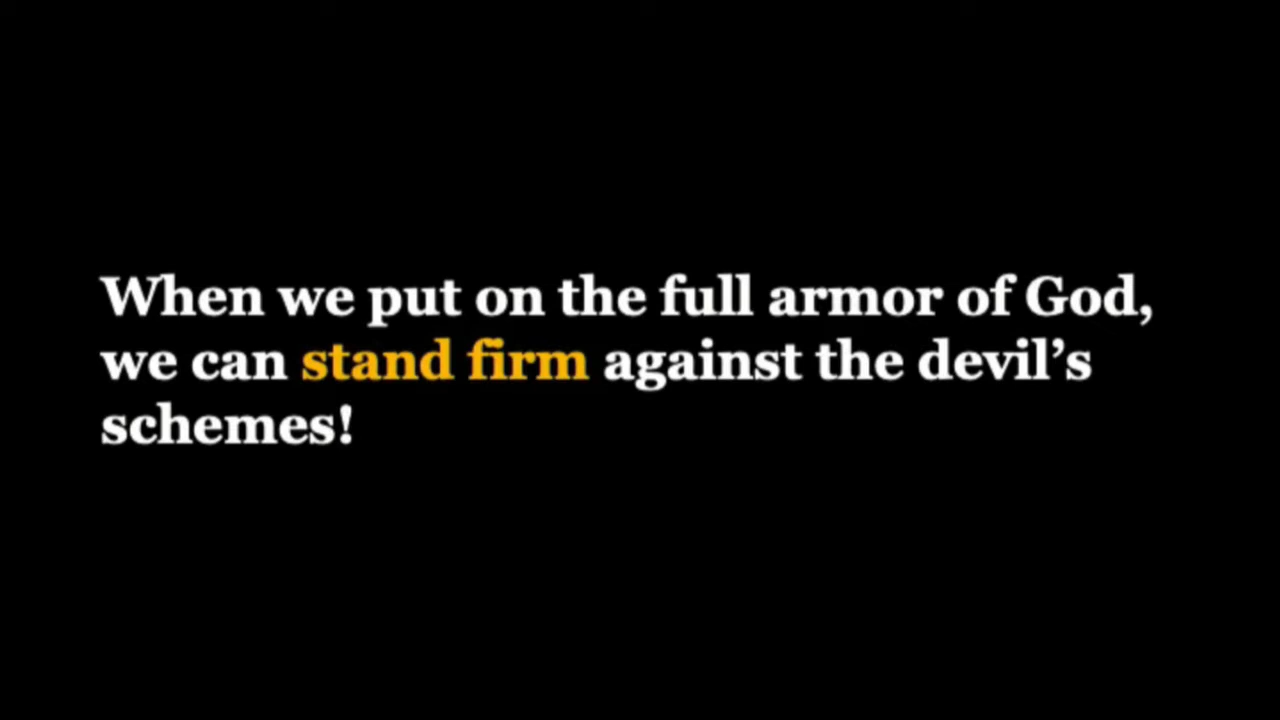 When we put on the full armor of God,
we can stand firm against the devil’s
schemes!